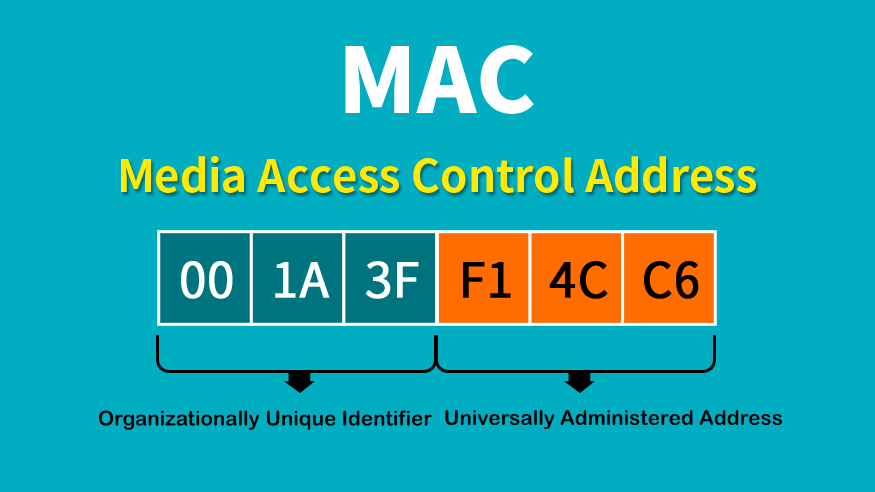 MAC
Media Access Control Address
00 1A 3F F1 4C C6
Organizationally Unique Identifier Universally Administered Address